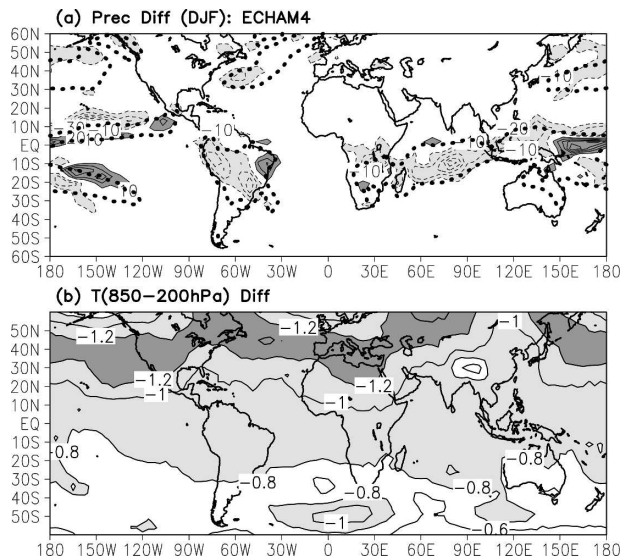 (a) Prec Diff (DJF): ECHAM4
60N
50N
40N
30N
20N
10N
EQ
10S
20S
30S
40S
50S
60S
-10
-10
-20
-10
-10
10
-10
10
-10
180 150W 120W 90W 60W 30W 0 30E 60E 90E 120E 150E 180
(b) T(850-200hPa) Diff
50N
40N
30N
20N
10N
EQ
10S
20S
30S
40S
50S
-1.2
-1.2
-1
-1.2
-1
-1.2
-1
-0.8
-0.8
-0.8
-0.8
-0.8
-1
-0.6
180 150W 120W 90W 60W 30W 0 30E 60E 90E 120E 150E 180